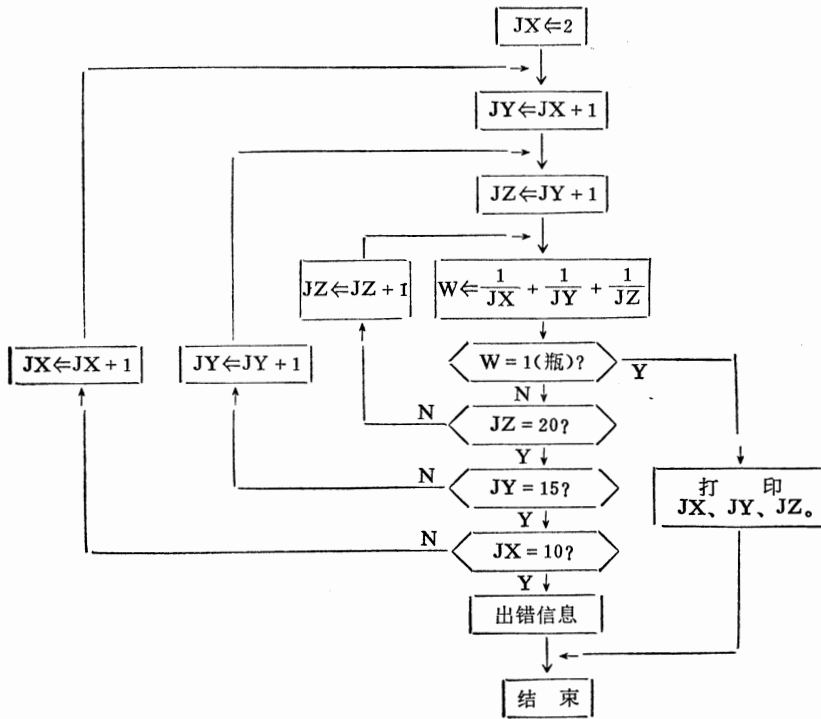 JX⇐2
JY⇐JX+1
JZ⇐JY+1
JZ⇐JZ+1
W⇐1/JX+1/JY+1/JZ
JX⇐JX+1
JY⇐JY+1
W=1(瓶)?
Y
N
N
JZ=20?
Y
N
JY=15?
打 印
JX、JY、JZ。
Y
N
JX=10?
Y
出错信息
结 束